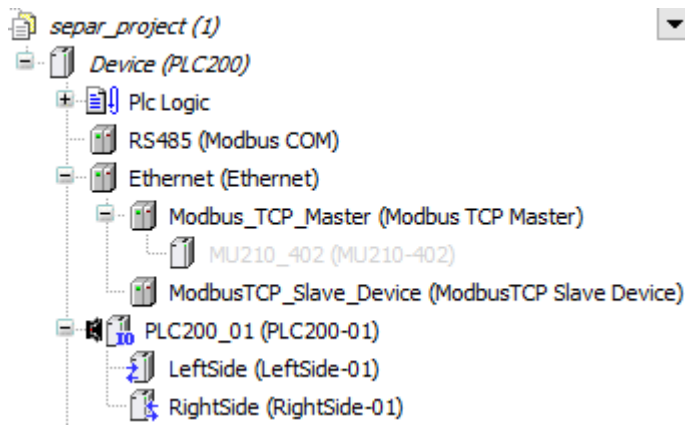 separ_project (1)
Device (PLC200)
Plc Logic
RS485 (Modbus COM)
Ethernet (Ethernet)
Modbus_TCP_Master (Modbus TCP Master)
MU210_402 (MU210-402)
ModbusTCP_Slave_Device (ModbusTCP Slave Device)
IO PLC200_01 (PLC200-01)
LeftSide (LeftSide-01)
RightSide (RightSide-01)